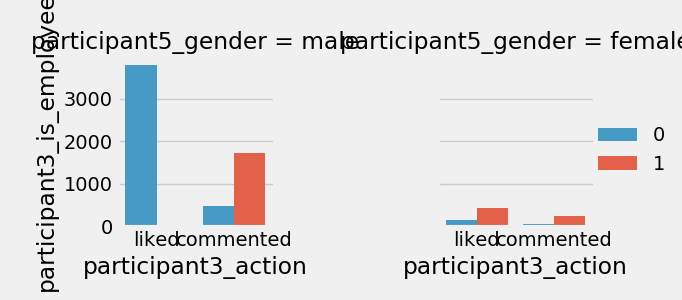 participant5_gender = male
participant5_gender = female
participant3_is_employee
3000
2000
1000
0
liked
commented
liked
commented
participant3_action
participant3_action
0
1